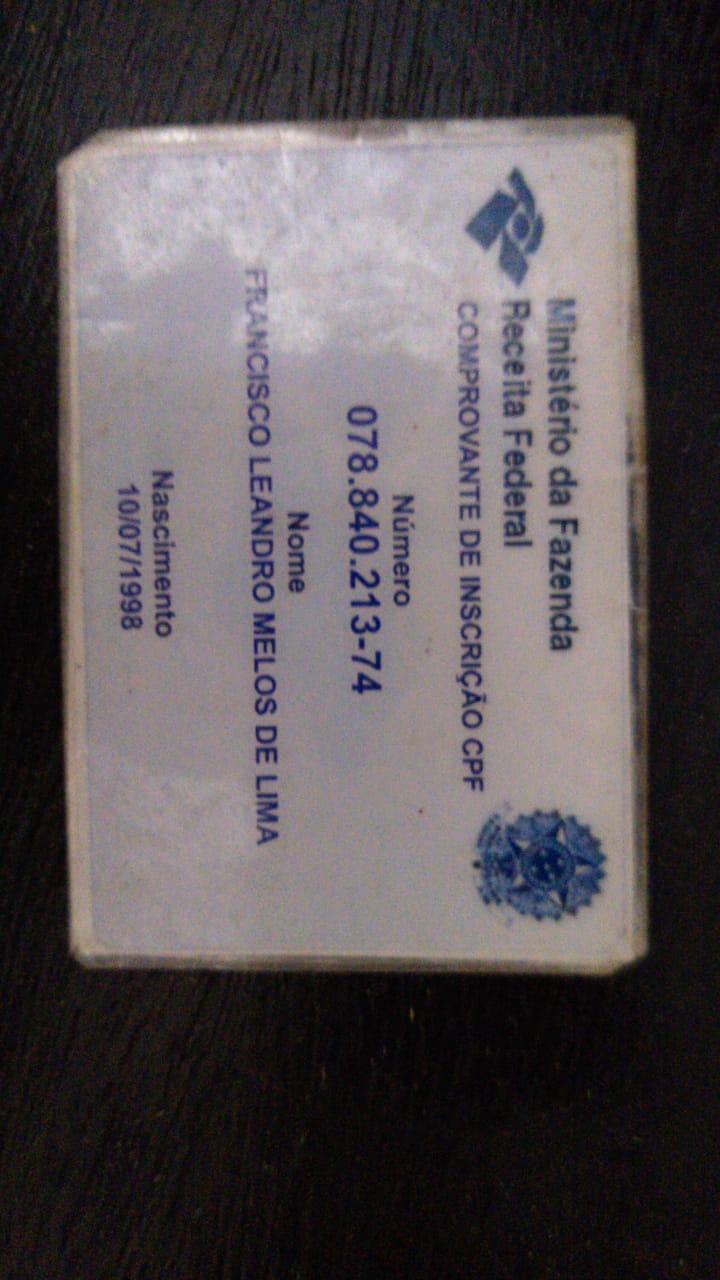 Ministério da Fazenda
Receita Federal
COMPROVANTE DE INSCRIÇÃO CPF
Número
078.840.213-74
Nome
FRANCISCO LEANDRO MELOS DE LIMA
Nascimento
10/07/1998